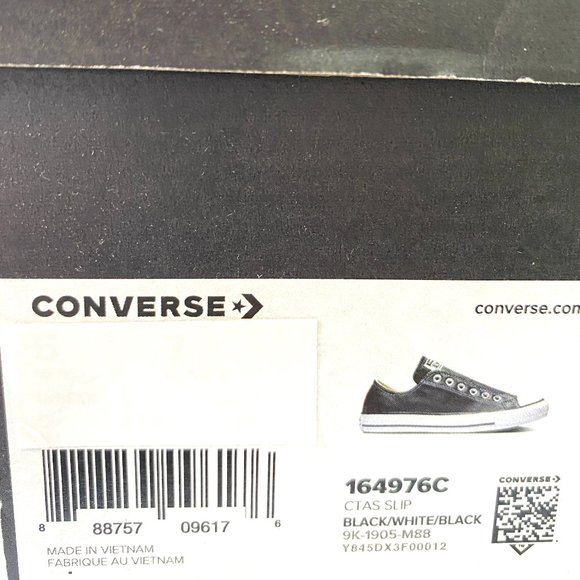 CONVERSE
converse.com
164976C
CTAS SLIP
BLACK/WHITE/BLACK
9K-1905-M88
Y845DX3F00012
CONVERSE
8 88757 09617 6
MADE IN VIETNAM
FABRIQUE AU VIETNAM